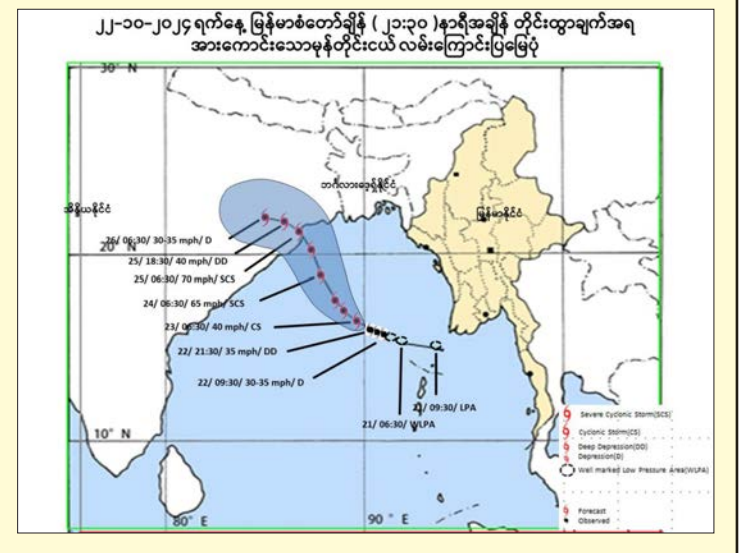 ၂၂-၁၀-၂၀၂၄ ရက်နေ့ မြန်မာစံတော်ချိန် ( ၂၁:၃၀ )နာရီအချိန် တိုင်းထွာချက်အရ
အားကောင်းသောမုန်တိုင်းငယ် လမ်းကြောင်းပြမြေပုံ
30° N
ဘင်္ဂလားဒေ့ရှ်နိုင်ငံ
အိန္ဒိယနိုင်ငံ
မြန်မာနိုင်ငံ
26/ 06:30/ 30-35 mph/ D
20° N
25/ 18:30/ 40 mph/ DD
25/ 06:30/ 70 mph/ SCS
24/ 06:30/ 65 mph/ SCS
23/ 06:30/ 40 mph/ CS
22/ 21:30/ 35 mph/ DD
22/ 09:30/ 30-35 mph/ D
09:30/ LPA
21/ 06:30/ WLPA
10° N
Severe Cyclonic Storm(SCS)
Cyclonic Storm(CS)
Deep Depression(DD)
Depression(D)
Well marked Low Pressure Area(WLPA)
Forecast
Observed
80° E
90° E